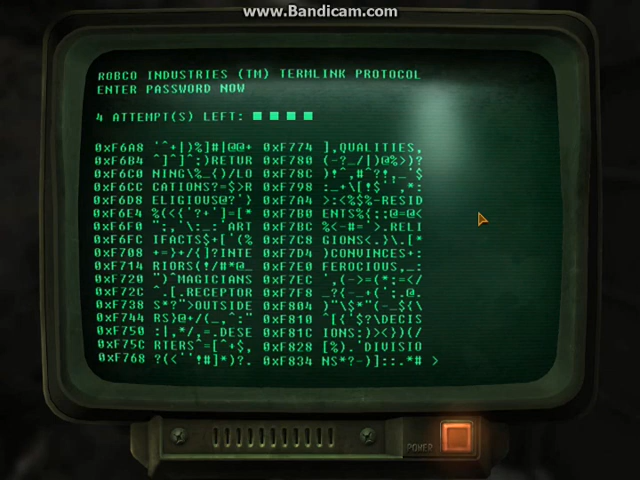 www.Bandicam.com
ROBCO INDUSTRIES (TM) TERMLINK PROTOCOL
ENTER PASSWORD NOW
4 ATTEMPT(S) LEFT:
0xF6A8 '^+|)%]#|@@+ 0xF774 ],QUALITIES,
0xF6B4 ^]^]^:)RETUR 0xF780 (-?_/|)@%>)?
0xF6C0 NING\%_{)/LO 0xF78C
0xF6CC CATIONS?=$>R 0xF798
0xF6D8 ELIGIOUS@?'} 0xF7A4 >:<%$%-RESID
0xF6E4 0xF7B0 ENTS%{::@=@<
0xF6F0 ART 0xF7BC %<-#='>.RELI
0xF6FC IFACTS$+['(% 0xF7C8 GIONS<.}\.[*
0xF708 +=}+/{]?INTE 0xF7D4 )CONVINCES+:
0xF714 RIORS(!/#*@_ 0xF7E0 FEROCIOUS,_:
0xF720 ")^MAGICIANS 0xF7EC
0xF72C RECEPTOR 0xF7F8
0xF738 S*?">OUTSIDE 0xF804
0xF744 RS}@+/(_,^:" 0xF810 ^[{'$?\DECIS
0xF750 :|,*/,=.DESE 0xF81C IONS:)><})(/
0xF75C RTERS^=[^+$, 0xF828 [%).'DIVISIO
0xF768 0xF834 NS*?-)]::.*# >
POWER